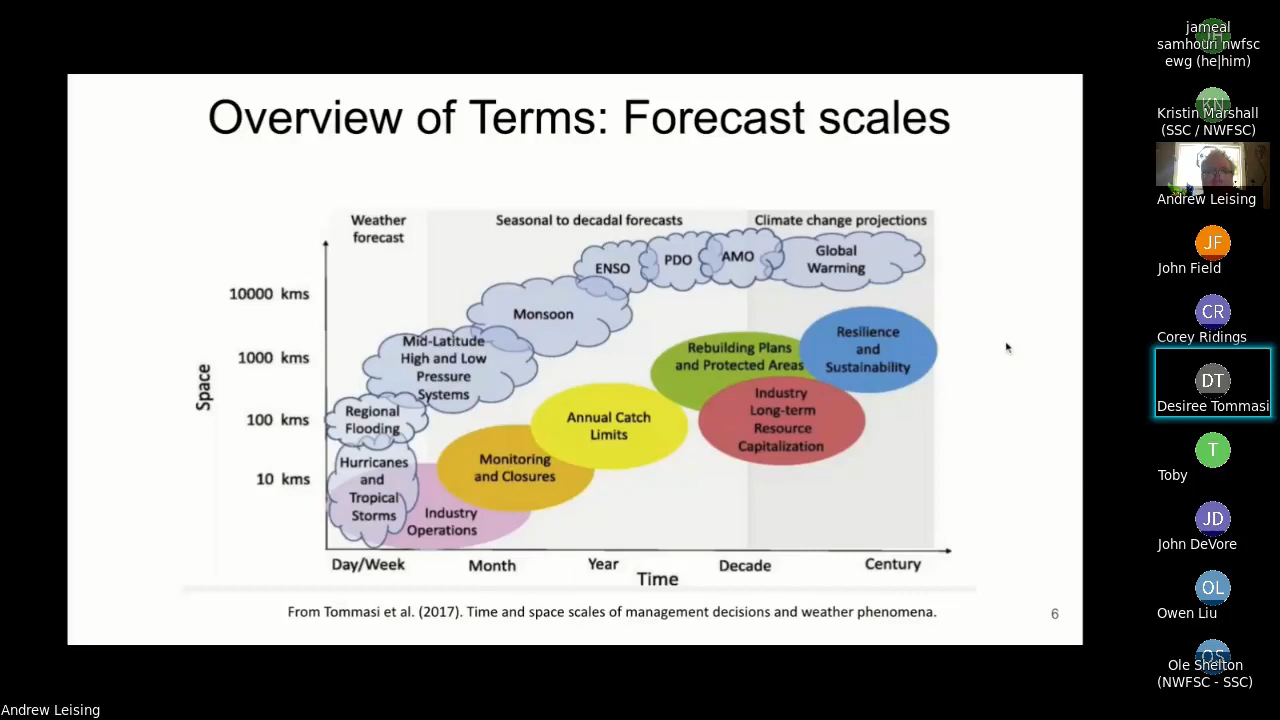 Overview of Terms: Forecast scales
Weather
forecast
Seasonal to decadal forecasts
Climate change projections
Space
10000 kms
1000 kms
100 kms
10 kms
ENSO
PDO
AMO
Global
Warming
Monsoon
Mid-Latitude
High and Low
Pressure
Systems
Regional
Flooding
Hurricanes
and
Tropical
Storms
Industry
Operations
Monitoring
and Closures
Annual Catch
Limits
Rebuilding Plans
and Protected Areas
Industry
Long-term
Resource
Capitalization
Resilience
and
Sustainability
Day/Week
Month
Year
Decade
Century
Time
From Tommasi et al. (2017). Time and space scales of management decisions and weather phenomena.
6
JH
jameal
samhouri nwfsc
ewg (he|him)
KN
Kristin Marshall
(SSC / NWFSC)
Andrew Leising
JF
John Field
CR
Corey Ridings
DT
Desiree Tommasi
T
Toby
JD
John DeVore
OL
Owen Liu
OS
Ole Shelton
(NWFSC - SSC)
Andrew Leising